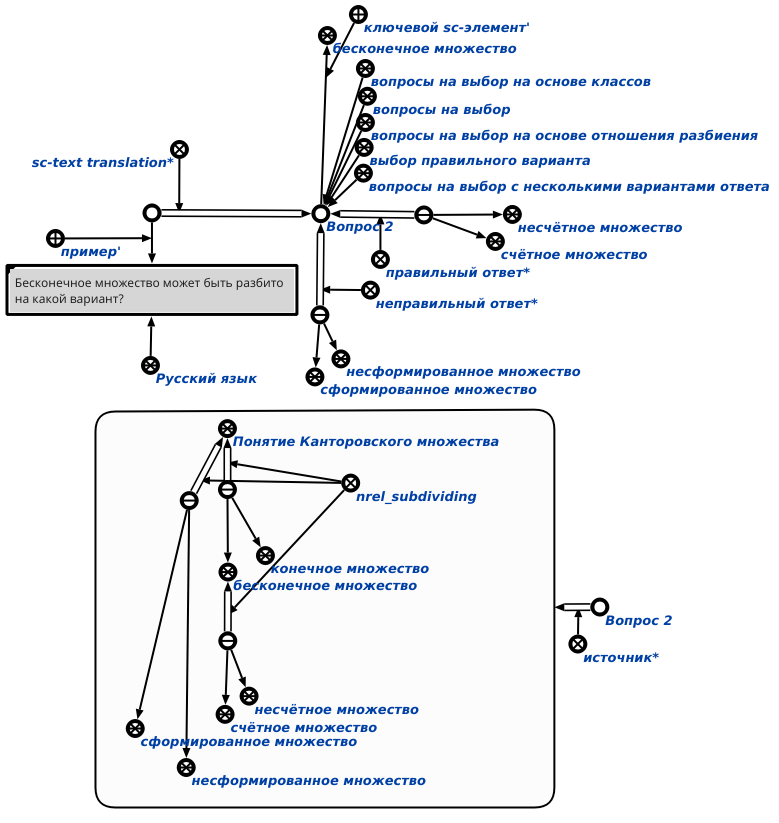 ключевой sc-элемент'
бесконечное множество
вопросы на выбор на основе классов
вопросы на выбор
вопросы на выбор на основе отношения разбиения
выбор правильного варианта
sc-text translation*
вопросы на выбор с несколькими вариантами ответа
Вопрос 2
несчётное множество
пример'
счётное множество
правильный ответ*
Бесконечное множество может быть разбито
на какой вариант?
неправильный ответ*
несформированное множество
Русский язык
сформированное множество
Понятие Канторовского множества
nrel_subdividing
конечное множество
бесконечное множество
Вопрос 2
источник*
несчётное множество
счётное множество
сформированное множество
несформированное множество